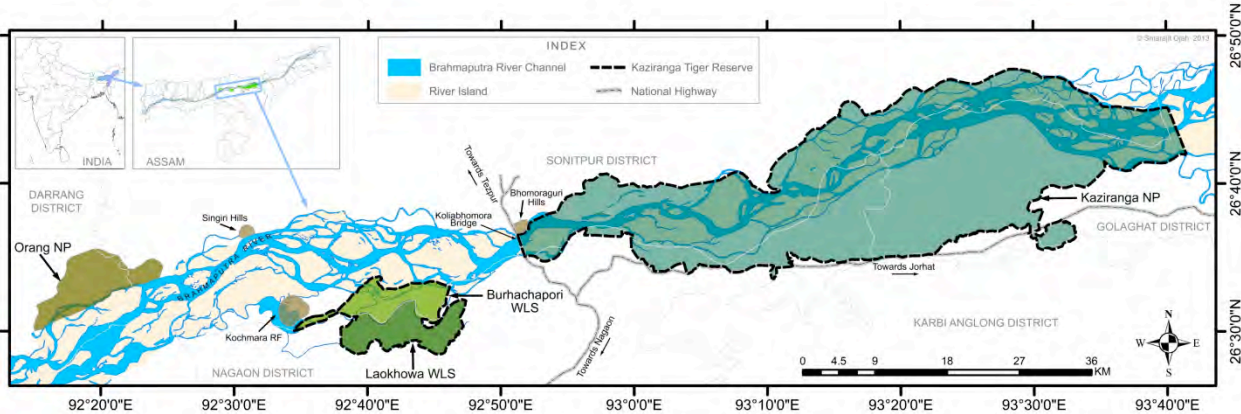 © Smarajit Ojah 2013
INDEX
Brahmaputra River Channel
Kaziranga Tiger Reserve
River Island
National Highway
INDIA
ASSAM
26°50'0"N
26°40'0"N
26°30'0"N
DARRANG
DISTRICT
SONITPUR DISTRICT
Towards Tezpur
Bhomoraguri
Hills
Koliabhomora
Bridge
Singiri Hills
Orang NP
BRAHMAPUTRA RIVER
Kaziranga NP
GOLAGHAT DISTRICT
Towards Jorhat
Burhachapori
WLS
Kochmara RF
Laokhowa WLS
NAGAON DISTRICT
Towards Nagaon
KARBI ANGLONG DISTRICT
N
W
E
S
0 4.5 9 18 27 36
KM
92°20'0"E 92°30'0"E 92°40'0"E 92°50'0"E 93°0'0"E 93°10'0"E 93°20'0"E 93°30'0"E 93°40'0"E